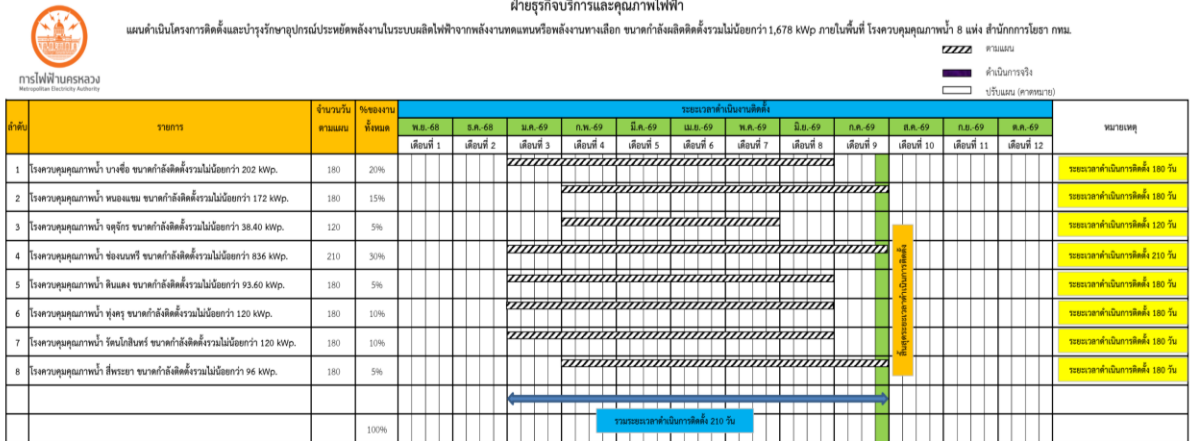 ฝ่ายธุรกิจบริการและคุณภาพไฟฟ้า
แผนดำเนินโครงการติดตั้งและบำรุงรักษาอุปกรณ์ประหยัดพลังงานในระบบผลิตไฟฟ้าจากพลังงานทดแทนหรือพลังงานทางเลือก ขนาดกำลังผลิตติดตั้งรวมไม่น้อยกว่า 1,678 kWp ภายในพื้นที่ โรงควบคุมคุณภาพน้ำ 8 แห่ง สำนักกการโยธา กทม.
การไฟฟ้านครหลวง
Metropolitan Electricity Authority
ตามแผน
ดำเนินการจริง
ปรับแผน (คาดหมาย)
ลำดับ รายการ จำนวนวันตามแผน %ของงานทั้งหมด ระยะเวลาดำเนินงานติดตั้ง หมายเหตุ
พ.ย.-68 ธ.ค.-68 ม.ค.-69 ก.พ.-69 มี.ค.-69 เม.ย.-69 พ.ค.-69 มิ.ย.-69 ก.ค.-69 ส.ค.-69 ก.ย.-69 ต.ค.-69
เดือนที่ 1 เดือนที่ 2 เดือนที่ 3 เดือนที่ 4 เดือนที่ 5 เดือนที่ 6 เดือนที่ 7 เดือนที่ 8 เดือนที่ 9 เดือนที่ 10 เดือนที่ 11 เดือนที่ 12
1 โรงควบคุมคุณภาพน้ำ บางซื่อ ขนาดกำลังติดตั้งรวมไม่น้อยกว่า 202 kWp. 180 20% ระยะเวลาดำเนินการติดตั้ง 180 วัน
2 โรงควบคุมคุณภาพน้ำ หนองแขม ขนาดกำลังติดตั้งรวมไม่น้อยกว่า 172 kWp. 180 15% ระยะเวลาดำเนินการติดตั้ง 180 วัน
3 โรงควบคุมคุณภาพน้ำ จตุจักร ขนาดกำลังติดตั้งรวมไม่น้อยกว่า 38.40 kWp. 120 5% ระยะเวลาดำเนินการติดตั้ง 120 วัน
4 โรงควบคุมคุณภาพน้ำ ช่องนนทรี ขนาดกำลังติดตั้งรวมไม่น้อยกว่า 836 kWp. 210 30% ระยะเวลาดำเนินการติดตั้ง 210 วัน
5 โรงควบคุมคุณภาพน้ำ ดินแดง ขนาดกำลังติดตั้งรวมไม่น้อยกว่า 93.60 kWp. 180 5% ระยะเวลาดำเนินการติดตั้ง 180 วัน
6 โรงควบคุมคุณภาพน้ำ ทุ่งครุ ขนาดกำลังติดตั้งรวมไม่น้อยกว่า 120 kWp. 180 10% ระยะเวลาดำเนินการติดตั้ง 180 วัน
7 โรงควบคุมคุณภาพน้ำ รัตนโกสินทร์ ขนาดกำลังติดตั้งรวมไม่น้อยกว่า 120 kWp. 180 10% ระยะเวลาดำเนินการติดตั้ง 180 วัน
8 โรงควบคุมคุณภาพน้ำ สี่พระยา ขนาดกำลังติดตั้งรวมไม่น้อยกว่า 96 kWp. 180 5% ระยะเวลาดำเนินการติดตั้ง 180 วัน
สิ้นสุดระยะเวลาดำเนินการติดตั้ง
รวมระยะเวลาดำเนินการติดตั้ง 210 วัน
100%